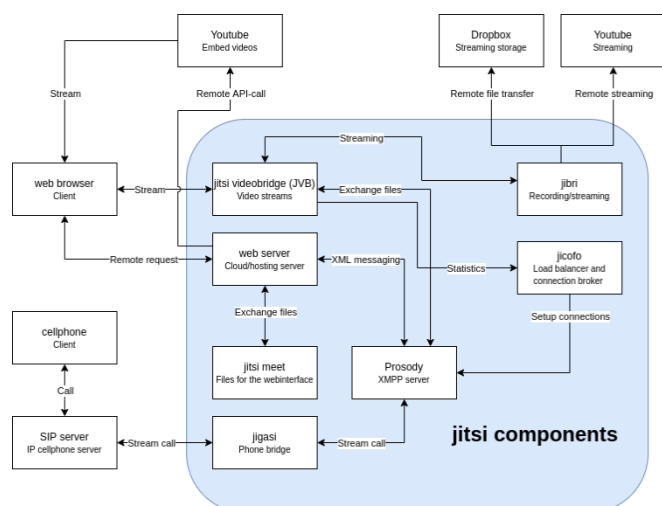 Youtube
Embed videos
Dropbox
Streaming storage
Youtube
Streaming
Stream
Remote API-call
Remote file transfer
Remote streaming
Streaming
web browser
Client
Stream
jitsi videobridge (JVB)
Video streams
Exchange files
jibri
Recording/streaming
Remote request
web server
Cloud/hosting server
XML messaging
Statistics
jicofo
Load balancer and
connection broker
Exchange files
Setup connections
cellphone
Client
jitsi meet
Files for the webinterface
Prosody
XMPP server
Call
SIP server
IP cellphone server
Stream call
jigasi
Phone bridge
Stream call
jitsi components